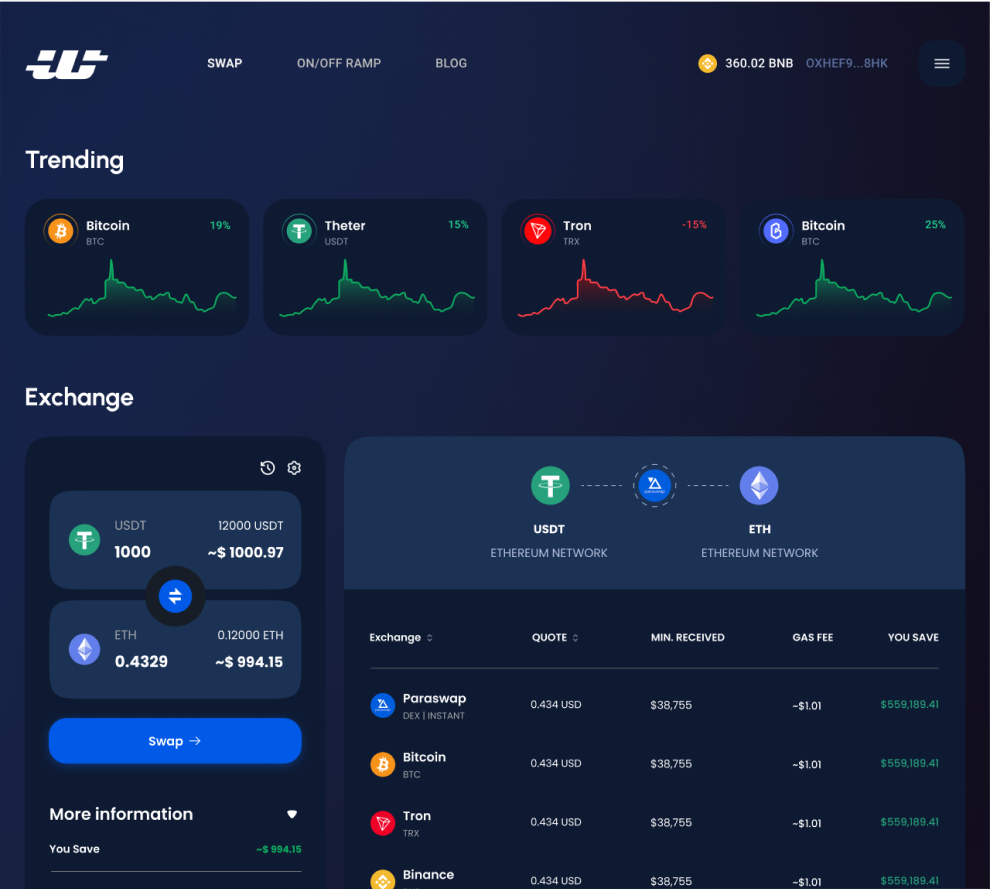 SWAP
ON/OFF RAMP
BLOG
360.02 BNB
OXHEF9...8HK
Trending
Bitcoin
BTC
19%
Theter
USDT
15%
Tron
TRX
-15%
Bitcoin
BTC
25%
Exchange
USDT
12000 USDT
1000
~$ 1000.97
ETH
0.12000 ETH
0.4329
~$ 994.15
Swap →
More information
You Save
~$ 994.15
USDT
ETHEREUM NETWORK
ETH
ETHEREUM NETWORK
Exchange
QUOTE
MIN. RECEIVED
GAS FEE
YOU SAVE
Paraswap
DEX | INSTANT
0.434 USD
$38,755
~$1.01
$559,189.41
Bitcoin
BTC
0.434 USD
$38,755
~$1.01
$559,189.41
Tron
TRX
0.434 USD
$38,755
~$1.01
$559,189.41
Binance
0.434 USD
$38,755
~$1.01
$559,189.41